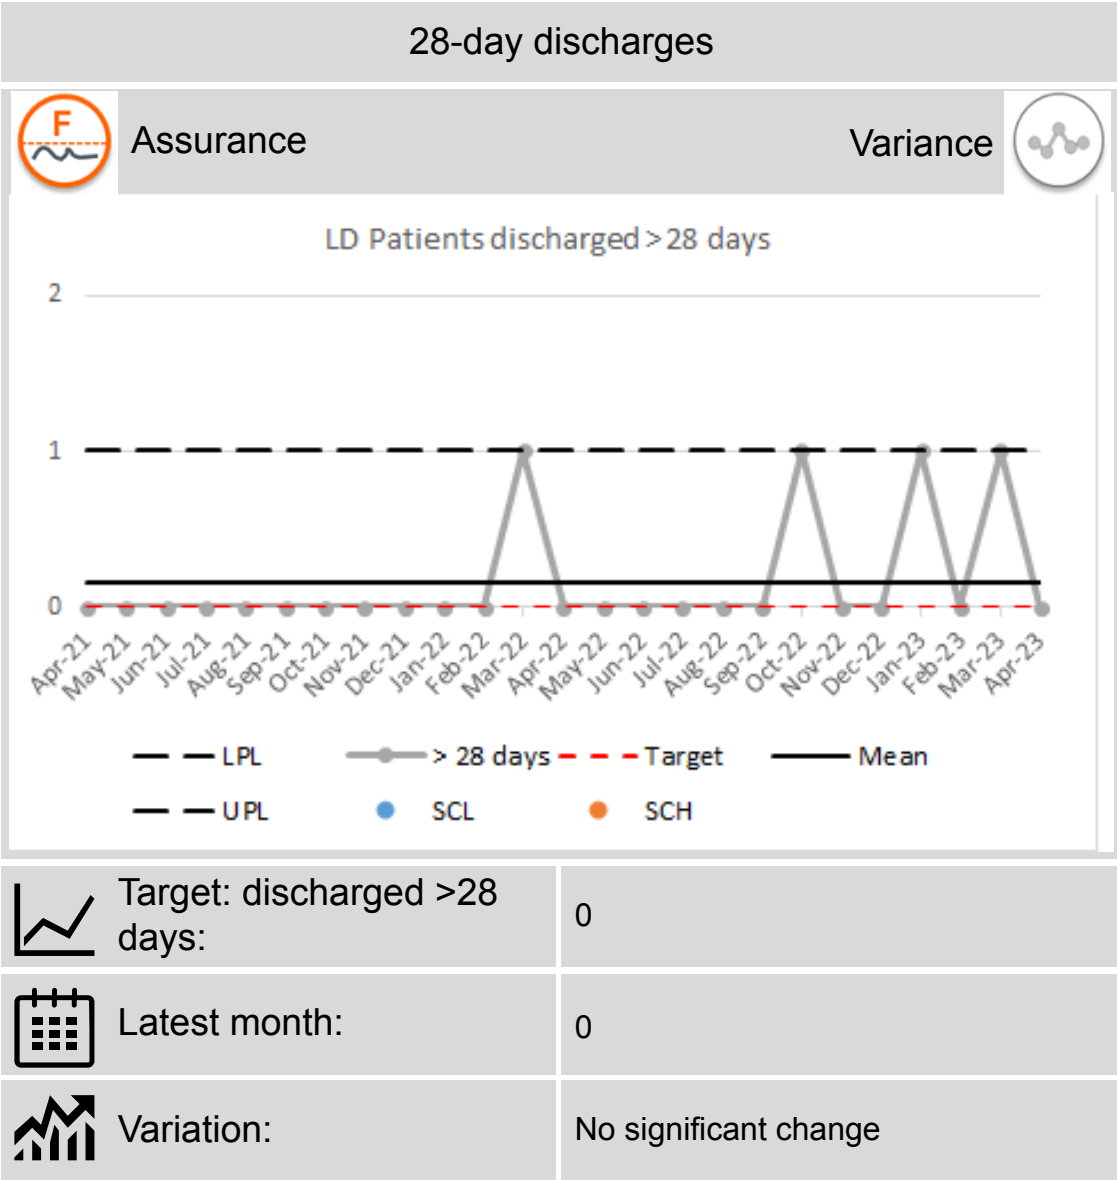 28-day discharges
F
Assurance
Variance
LD Patients discharged > 28 days
2
1
0
Apr-21 May-21 Jun-21 Jul-21 Aug-21 Sep-21 Oct-21 Nov-21 Dec-21 Jan-22 Feb-22 Mar-22 Apr-22 May-22 Jun-22 Jul-22 Aug-22 Sep-22 Oct-22 Nov-22 Dec-22 Jan-23 Feb-23 Mar-23 Apr-23
LPL > 28 days Target Mean
UPL SCL SCH
Target: discharged >28
days:
0
Latest month:
0
Variation:
No significant change